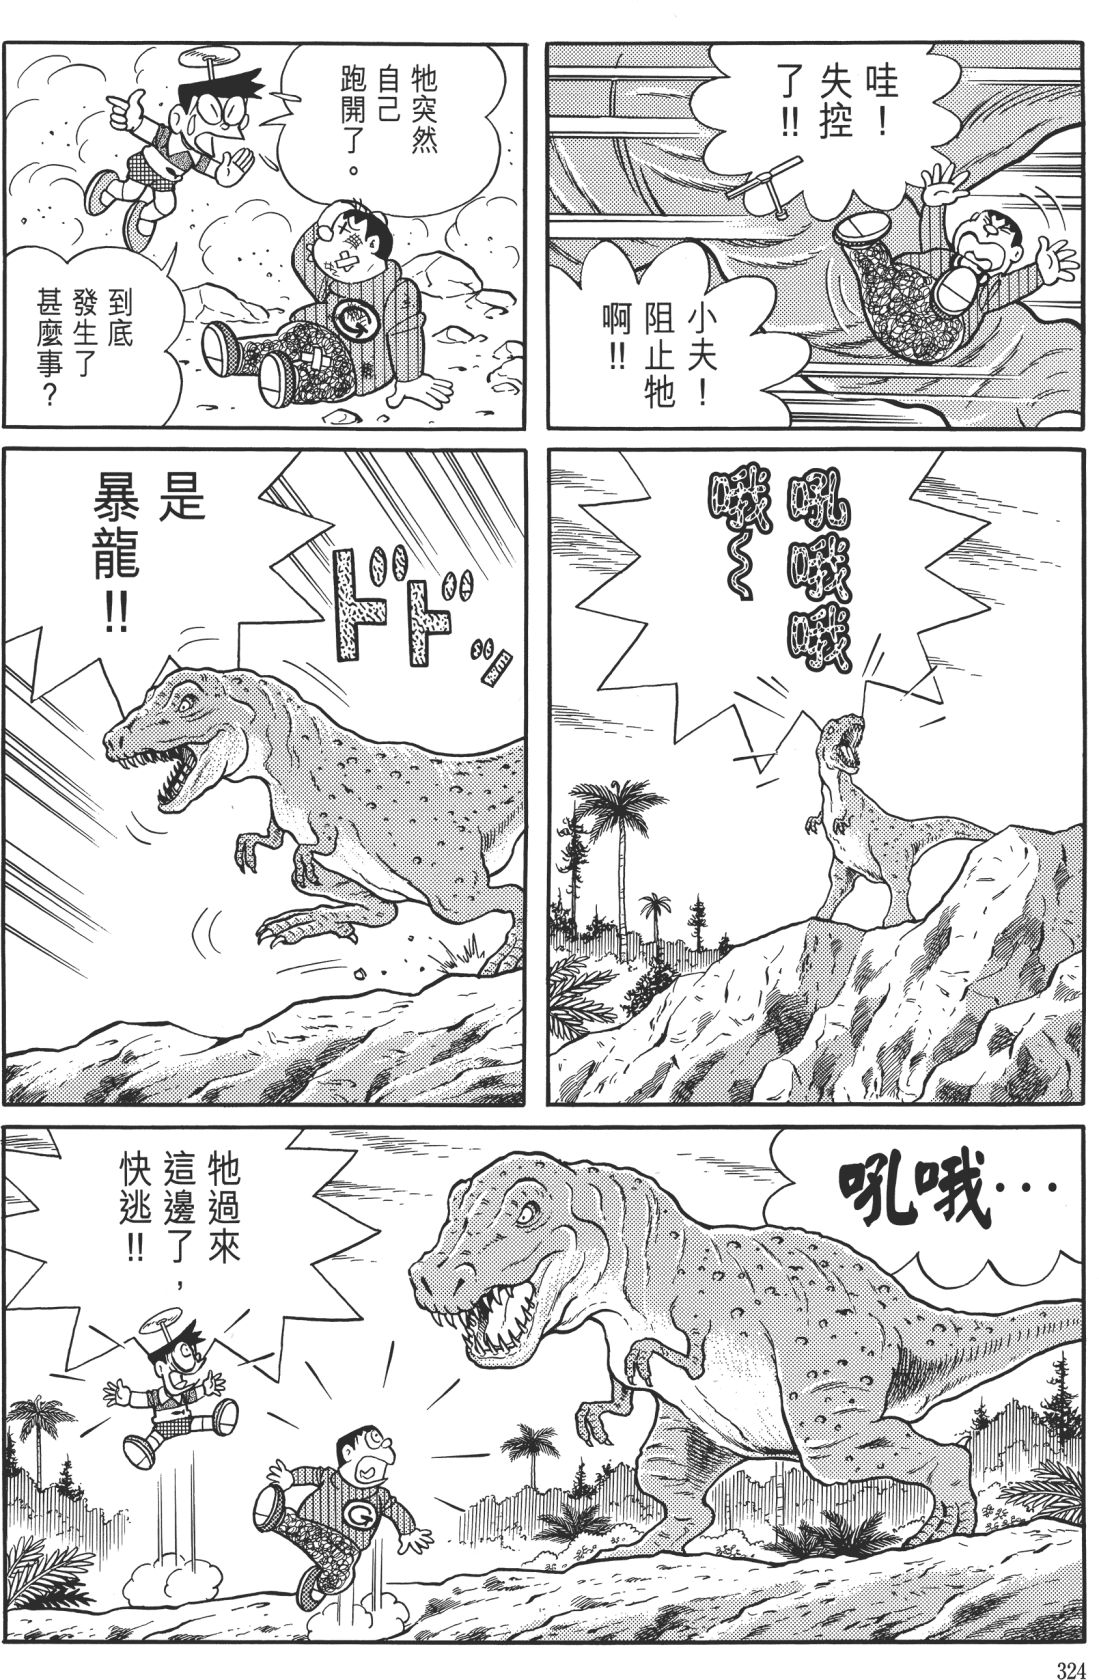 哇！
失控
了!!
小夫！
阻止牠
啊!!
牠突然
自己
跑開了。
到底
發生了
甚麼事？
吼哦哦
哦～
ドドド
是
暴龍!!
吼哦…
牠過來
這邊了，
快逃!!
324